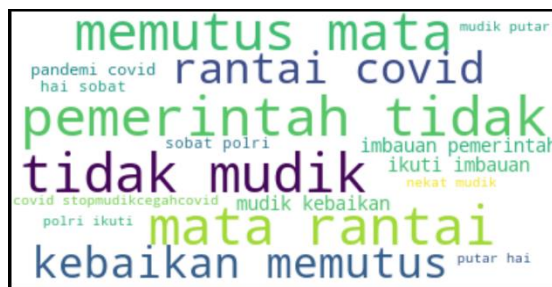 memutus mata
mudik putar
pandemi covid
rantai covid
hai sobat
pemerintah tidak
sobat polri
imbauan pemerintah
tidak mudik
ikuti imbauan
nekat mudik
covid stopmudikcegahcovid
mudik kebaikan
polri ikuti
mata rantai
kebaikan memutus
putar hai